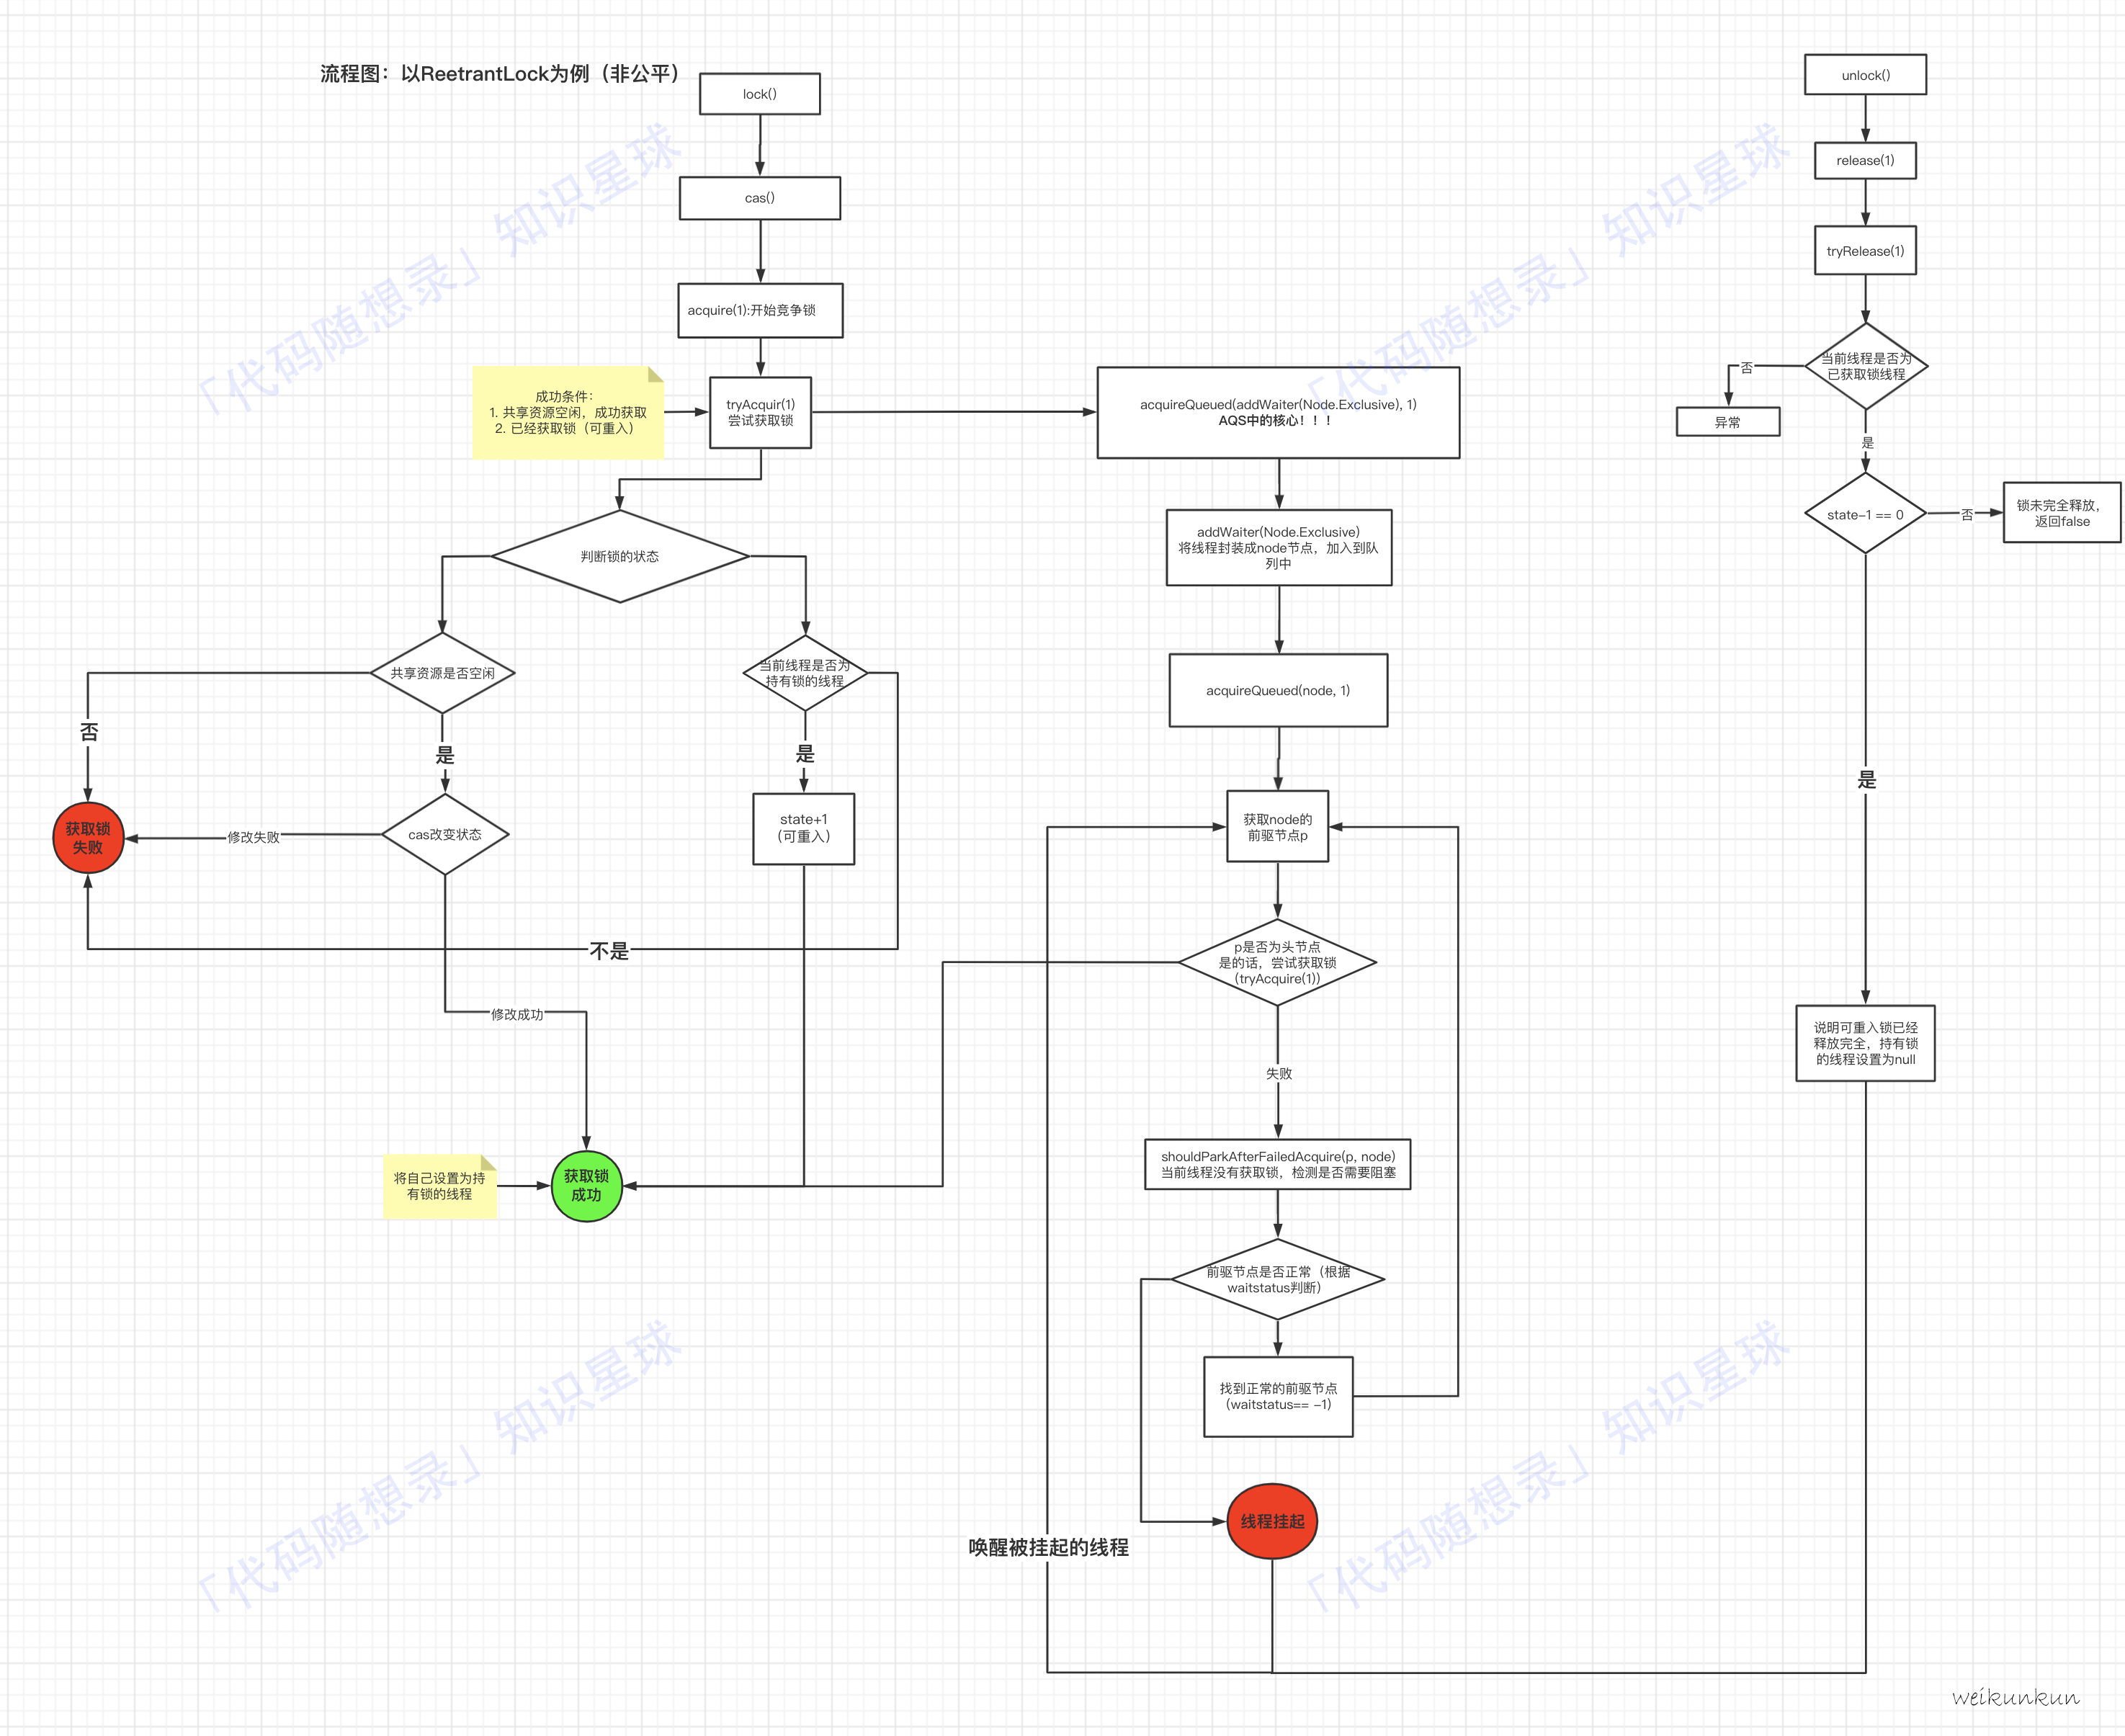 流程图：以ReetrantLock为例（非公平）
lock()
cas()
acquire(1):开始竞争锁
成功条件：
1. 共享资源空闲，成功获取
2. 已经获取锁（可重入）
tryAcquir(1)
尝试获取锁
判断锁的状态
共享资源是否空闲
当前线程是否为
持有锁的线程
否
是
是
获取锁
失败
修改失败
cas改变状态
state+1
（可重入）
不是
修改成功
将自己设置为持
有锁的线程
获取锁
成功
acquireQueued(addWaiter(Node.Exclusive), 1)
AQS中的核心！！！
addWaiter(Node.Exclusive)
将线程封装成node节点，加入到队
列中
acquireQueued(node, 1)
获取node的
前驱节点p
p是否为头节点
是的话，尝试获取锁
(tryAcquire(1))
失败
shouldParkAfterFailedAcquire(p, node)
当前线程没有获取锁，检测是否需要阻塞
前驱节点是否正常（根据
waitstatus判断）
找到正常的前驱节点
（waitstatus== -1）
线程挂起
唤醒被挂起的线程
unlock()
release(1)
tryRelease(1)
当前线程是否为
已获取锁线程
否
异常
是
state-1 == 0
否
锁未完全释放，
返回false
是
说明可重入锁已经
释放完全，持有锁
的线程设置为null
weikunkun
「代码随想录」知识星球
「代码随想录」知识星球
「代码随想录」知识星球
「代码随想录」知识星球